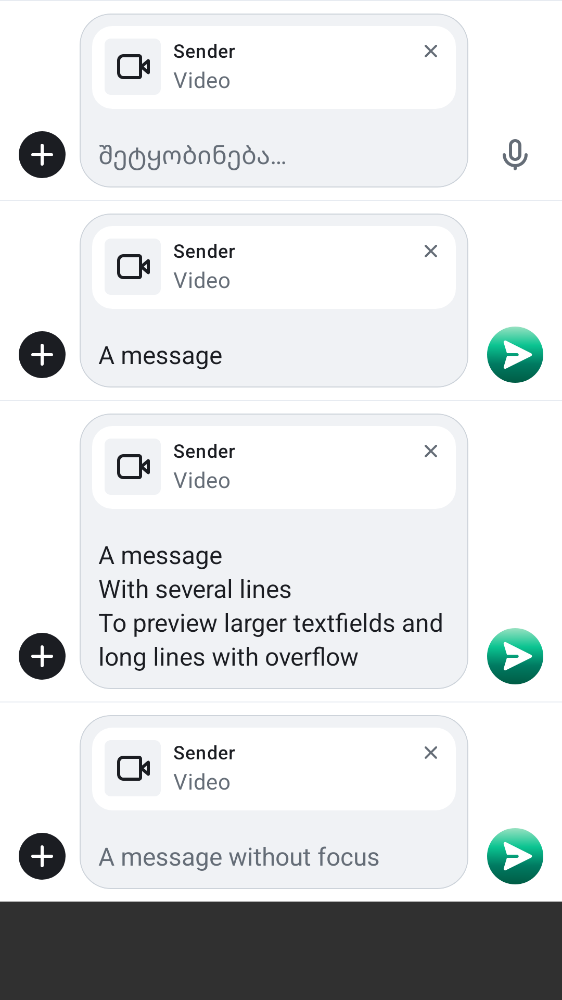 Sender
Video
შეტყობინება...
Sender
Video
A message
Sender
Video
A message
With several lines
To preview larger textfields and
long lines with overflow
Sender
Video
A message without focus